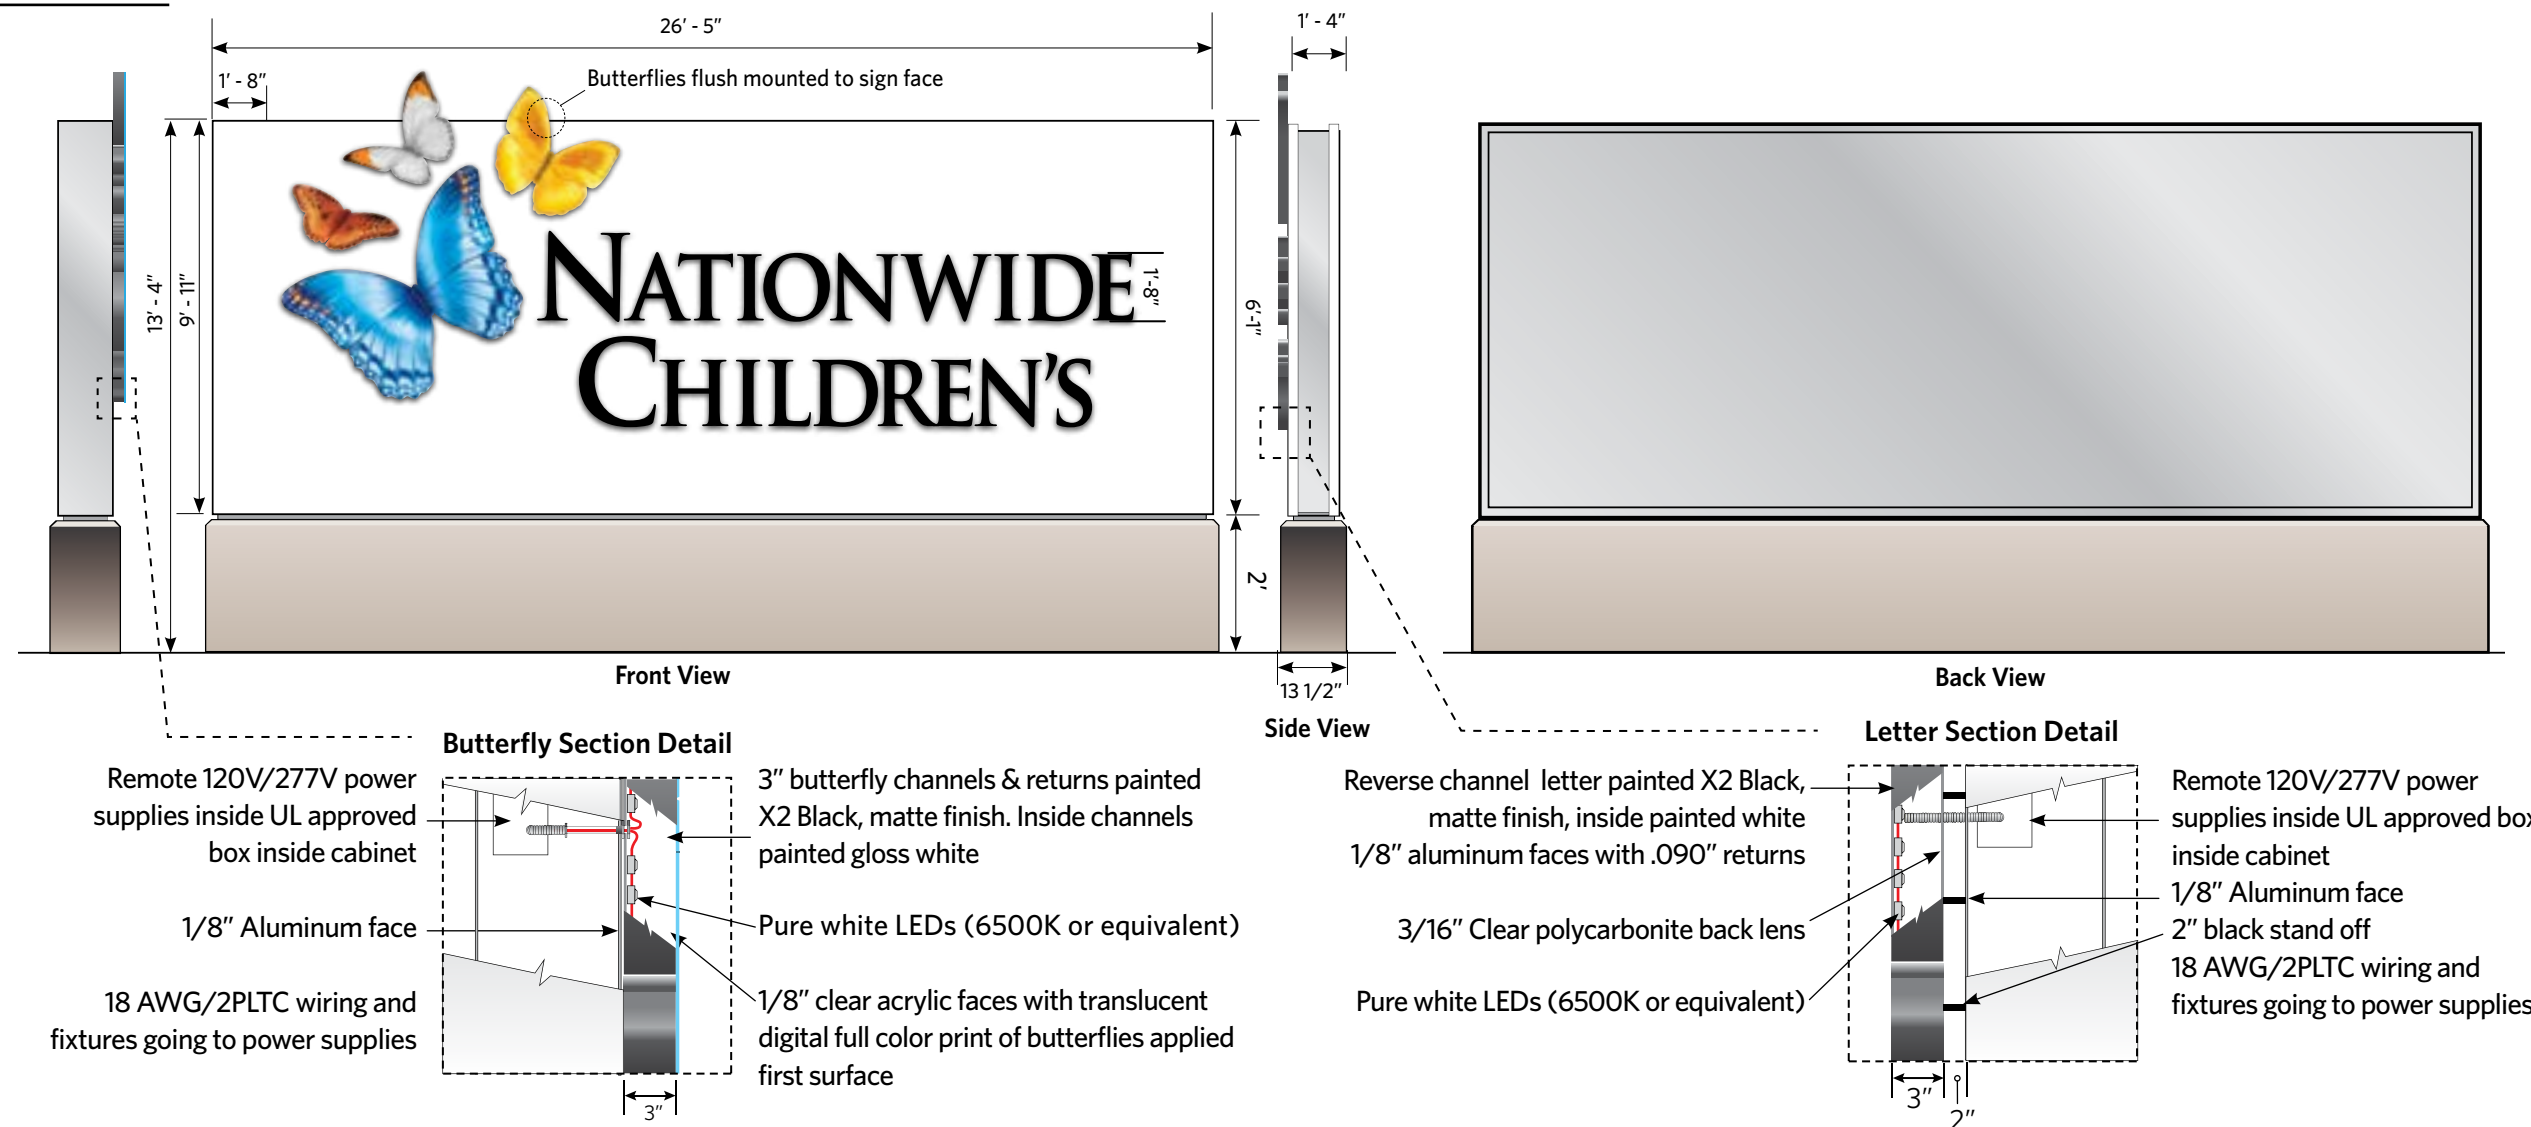 26' - 5"
1' - 4"
1' - 8"
Butterflies flush mounted to sign face
13' - 4"
9' - 11"
NATIONWIDE
CHILDREN'S
1'-8"
6'-1"
2'
13 1/2"
Front View
Side View
Back View
Butterfly Section Detail
Remote 120V/277V power
supplies inside UL approved
box inside cabinet
1/8" Aluminum face
18 AWG/2PLTC wiring and
fixtures going to power supplies
3" butterfly channels & returns painted
X2 Black, matte finish. Inside channels
painted gloss white
Pure white LEDs (6500K or equivalent)
1/8" clear acrylic faces with translucent
digital full color print of butterflies applied
first surface
3"
Letter Section Detail
Reverse channel letter painted X2 Black,
matte finish, inside painted white
1/8" aluminum faces with .090" returns
3/16" Clear polycarbonite back lens
Pure white LEDs (6500K or equivalent)
Remote 120V/277V power
supplies inside UL approved box
inside cabinet
1/8" Aluminum face
2" black stand off
18 AWG/2PLTC wiring and
fixtures going to power supplies
3"
2"